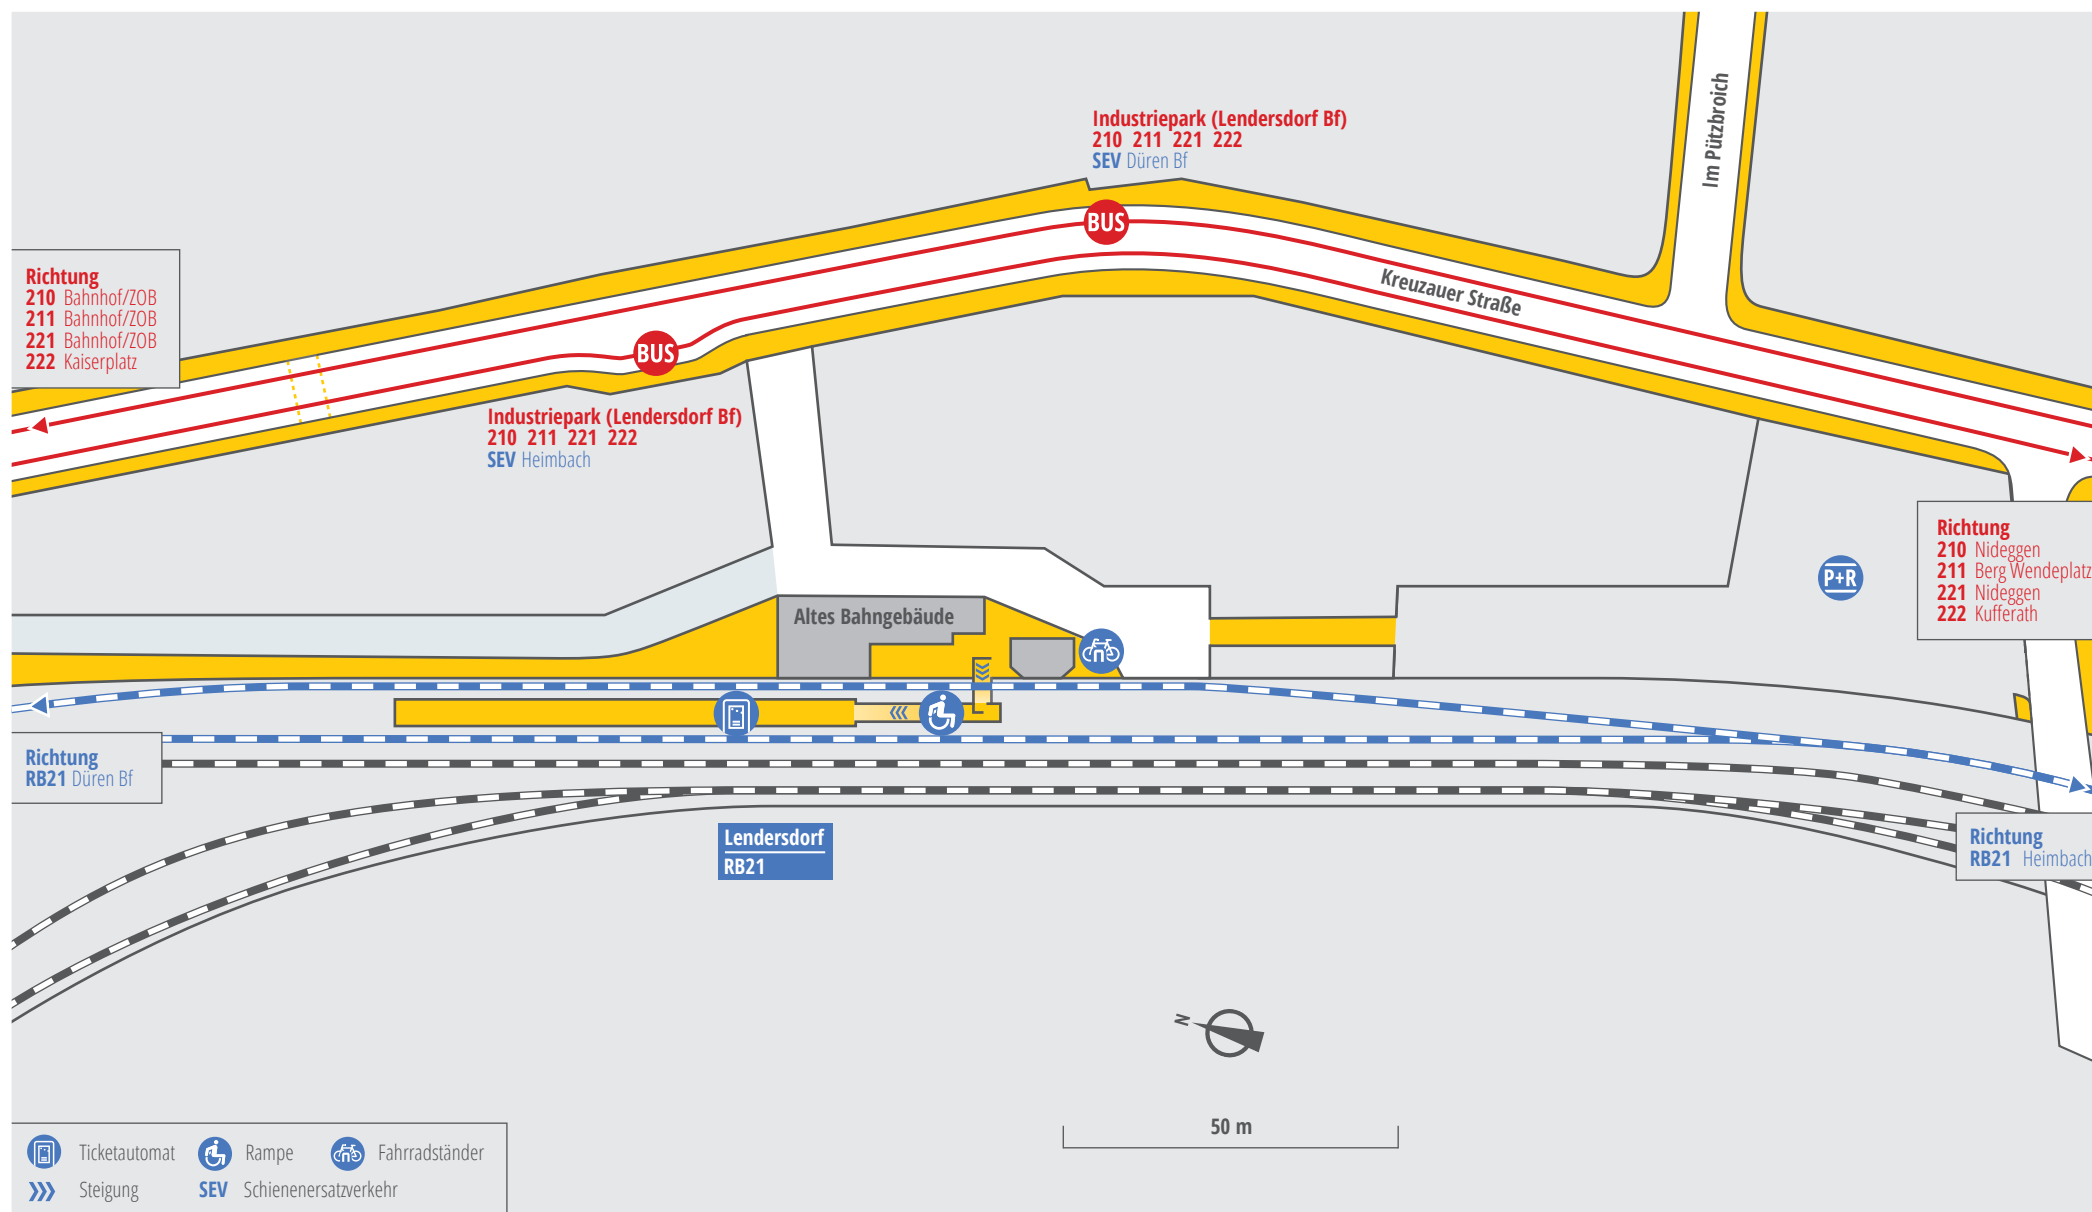 Industriepark (Lendersdorf Bf)
210 211 221 222
SEV Düren Bf
Im Pützbroich
BUS
Kreuzauer Straße
Richtung
210 Bahnhof/ZOB
211 Bahnhof/ZOB
221 Bahnhof/ZOB
222 Kaiserplatz
BUS
Industriepark (Lendersdorf Bf)
210 211 221 222
SEV Heimbach
Richtung
210 Nideggen
211 Berg Wendeplatz
221 Nideggen
222 Kufferath
P+R
Altes Bahngebäude
Richtung
RB21 Düren Bf
Lendersdorf
RB21
Richtung
RB21 Heimbach
N
50 m
Ticketautomat
Rampe
Fahrradständer
Steigung
SEV Schienenersatzverkehr